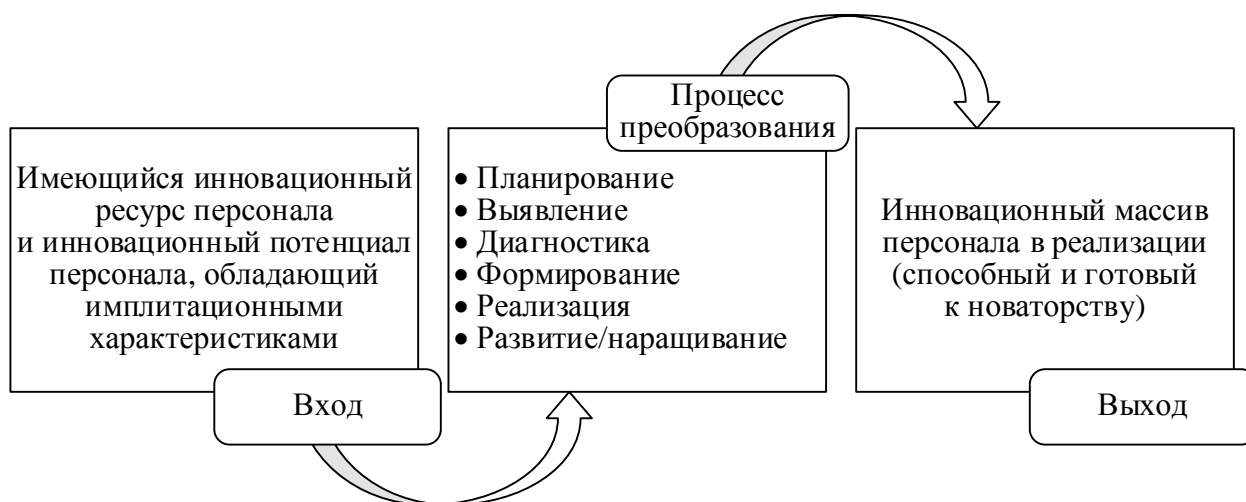 Имеющийся инновационный
ресурс персонала
и инновационный потенциал
персонала, обладающий
имплитационными
характеристиками
Вход
Процесс
преобразования
• Планирование
• Выявление
• Диагностика
• Формирование
• Реализация
• Развитие/наращивание
Инновационный массив
персонала в реализации
(способный и готовый
к новаторству)
Выход